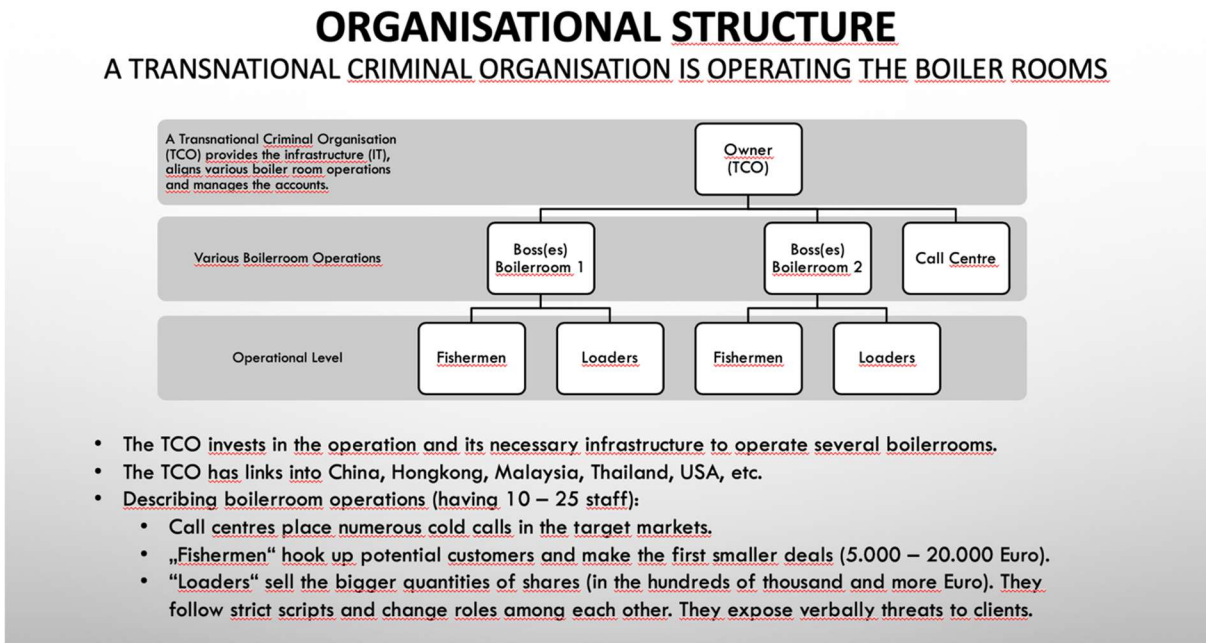 ORGANISATIONAL STRUCTURE
A TRANSNATIONAL CRIMINAL ORGANISATION IS OPERATING THE BOILER ROOMS
A Transnational Criminal Organisation
(TCO) provides the infrastructure (IT),
aligns various boiler room operations
and manages the accounts.
Owner
(TCO)
Various Boilerroom Operations
Boss(es)
Boilerroom 1
Boss(es)
Boilerroom 2
Call Centre
Operational Level
Fishermen
Loaders
Fishermen
Loaders
• The TCO invests in the operation and its necessary infrastructure to operate several boilerrooms.
• The TCO has links into China, Hongkong, Malaysia, Thailand, USA, etc.
• Describing boilerroom operations (having 10 – 25 staff):
• Call centres place numerous cold calls in the target markets.
• „Fishermen“ hook up potential customers and make the first smaller deals (5.000 – 20.000 Euro).
• “Loaders“ sell the bigger quantities of shares (in the hundreds of thousand and more Euro). They
follow strict scripts and change roles among each other. They expose verbally threats to clients.